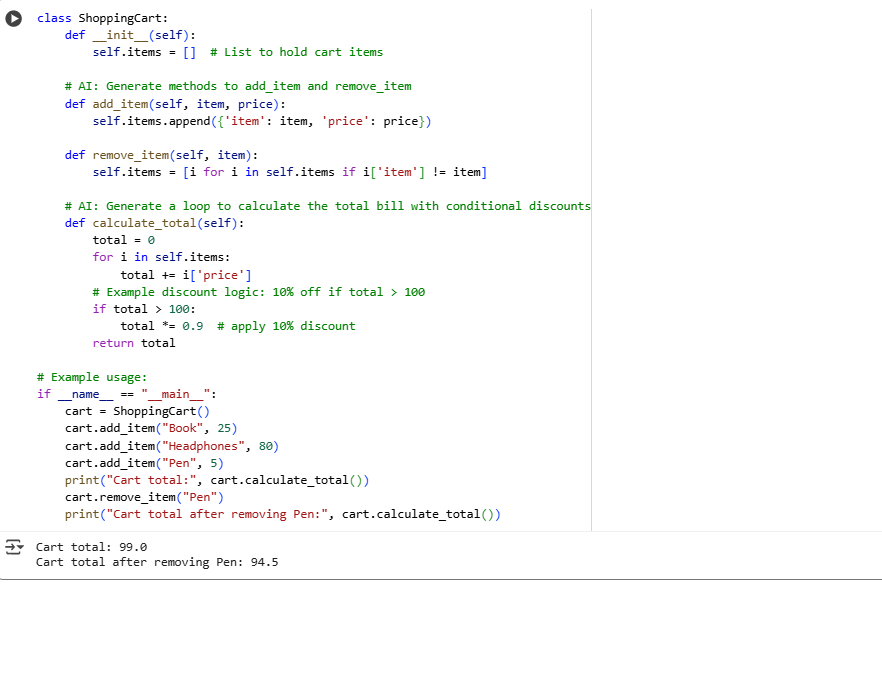 class ShoppingCart:
    def __init__(self):
        self.items = []  # List to hold cart items

    # AI: Generate methods to add_item and remove_item
    def add_item(self, item, price):
        self.items.append({'item': item, 'price': price})

    def remove_item(self, item):
        self.items = [i for i in self.items if i['item'] != item]

    # AI: Generate a loop to calculate the total bill with conditional discounts
    def calculate_total(self):
        total = 0
        for i in self.items:
            total += i['price']
        # Example discount logic: 10% off if total > 100
        if total > 100:
            total *= 0.9  # apply 10% discount
        return total

# Example usage:
if __name__ == "__main__":
    cart = ShoppingCart()
    cart.add_item("Book", 25)
    cart.add_item("Headphones", 80)
    cart.add_item("Pen", 5)
    print("Cart total:", cart.calculate_total())
    cart.remove_item("Pen")
    print("Cart total after removing Pen:", cart.calculate_total())

Cart total: 99.0
Cart total after removing Pen: 94.5